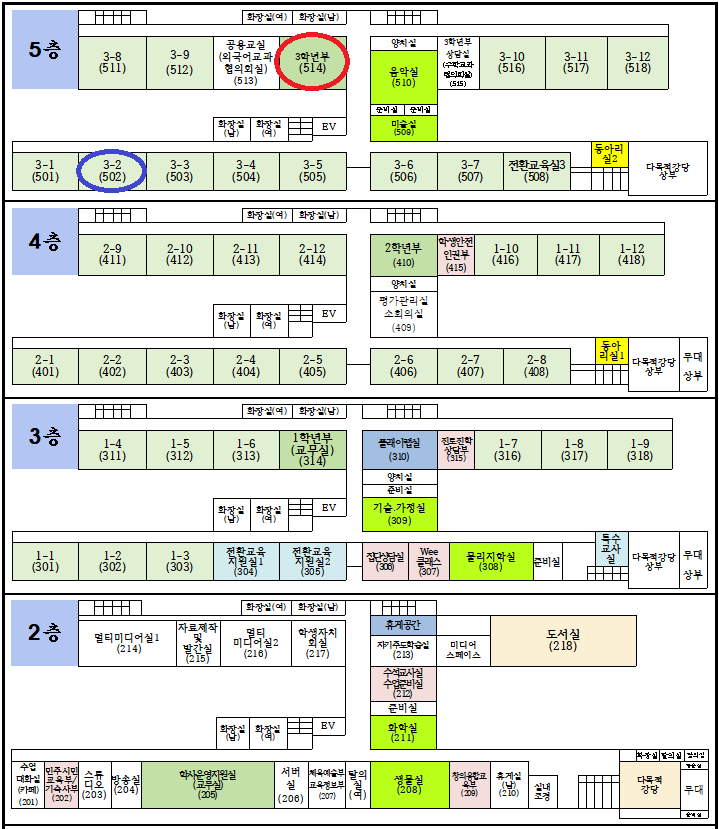 5층
화장실(여) 화장실(남)
3-8
(511)
3-9
(512)
공용교실
(외국어교과
협의회실)
(513)
3학년부
(514)
양치실
음악실
(510)
준비실 준비실
미술실
(509)
3학년부
상담실
(수학교과
협의회실)
(515)
3-10
(516)
3-11
(517)
3-12
(518)
화장실
(남)
화장실
(여)
EV
3-1
(501)
3-2
(502)
3-3
(503)
3-4
(504)
3-5
(505)
3-6
(506)
3-7
(507)
전환교육실3
(508)
동아리
실2
다목적강당
상부
4층
화장실(여) 화장실(남)
2-9
(411)
2-10
(412)
2-11
(413)
2-12
(414)
2학년부
(410)
학생안전
인권부
(415)
1-10
(416)
1-11
(417)
1-12
(418)
양치실
평가관리실
소회의실
(409)
화장실
(남)
화장실
(여)
EV
2-1
(401)
2-2
(402)
2-3
(403)
2-4
(404)
2-5
(405)
2-6
(406)
2-7
(407)
2-8
(408)
동아
리실1
다목적강당
상부
무대
상부
3층
화장실(여) 화장실(남)
1-4
(311)
1-5
(312)
1-6
(313)
1학년부
(교무실)
(314)
플레이랩실
(310)
진로진학
상담부
(315)
1-7
(316)
1-8
(317)
1-9
(318)
양치실
준비실
기술.가정실
(309)
화장실
(남)
화장실
(여)
EV
1-1
(301)
1-2
(302)
1-3
(303)
전환교육
지원실1
(304)
전환교육
지원실2
(305)
집단상담실
(306)
Wee
클래스
(307)
물리지학실
(308)
준비실
특수
교사
실
다목적강당
상부
무대
상부
2층
화장실(여) 화장실(남)
멀티미디어실1
(214)
자료제작
및
발간실
(215)
멀티
미디어실2
(216)
학생자치
회실
(217)
휴게공간
자기주도학습실
(213)
미디어
스페이스
도서실
(218)
수석교사실
수업준비실
(212)
준비실
화학실
(211)
화장실
(남)
화장실
(여)
EV
수업
대화실
(카페)
(201)
민주시민
교육부/
기숙사부
(202)
스튜
디오
(203)
방송실
(204)
학사운영지원실
(교무실)
(205)
서버
실
(206)
체육예술부
교육정보부
(207)
탈의
실
(여)
생물실
(208)
창의융합교
육부
(209)
휴게실
(남)
(210)
실내
조경
화장실 탈의실
다목적
강당
무대